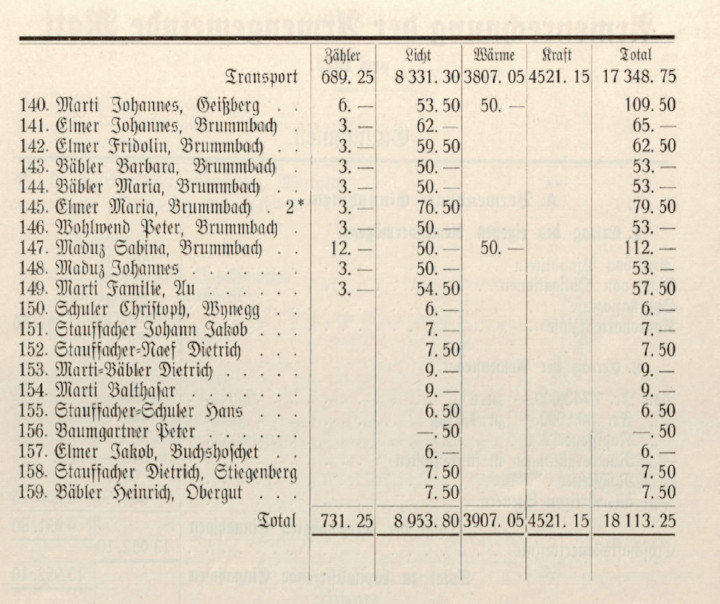 Zähler Licht Wärme Kraft Total
Transport 689. 25 8 331. 30 3807. 05 4521. 15 17 348. 75
140. Marti Johannes, Geißberg . . 6. — 53. 50 50. — 109. 50
141. Elmer Johannes, Brummbach . 3. — 62. — 65. —
142. Elmer Fridolin, Brummbach . . 3. — 59. 50 62. 50
143. Bäbler Barbara, Brummbach . . 3. — 50. — 53. —
144. Bäbler Maria, Brummbach . . 3. — 50. — 53. —
145. Elmer Maria, Brummbach . 2* 3. — 76. 50 79. 50
146. Wohlwend Peter, Brummbach . 3. — 50. — 53. —
147. Maduz Sabina, Brummbach . . 12. — 50. — 50. — 112. —
148. Maduz Johannes . . . . . . 3. — 50. — 53. —
149. Marti Familie, Au . . . . . 3. — 54. 50 57. 50
150. Schuler Christoph, Wynegg . . . 6. — 6. —
151. Stauffacher Johann Jakob . . . 7. — 7. —
152. Stauffacher-Naef Dietrich . . . 7. 50 7. 50
153. Marti-Bäbler Dietrich . . . . . 9. — 9. —
154. Marti Balthasar . . . . . . 9. — 9. —
155. Stauffacher-Schuler Hans . . . 6. 50 6. 50
156. Baumgartner Peter . . . . . —. 50 —. 50
157. Elmer Jakob, Buchshoschet . . 6. — 6. —
158. Stauffacher Dietrich, Stiegenberg 7. 50 7. 50
159. Bäbler Heinrich, Obergut . . . 7. 50 7. 50
Total 731. 25 8 953. 80 3907. 05 4521. 15 18 113. 25